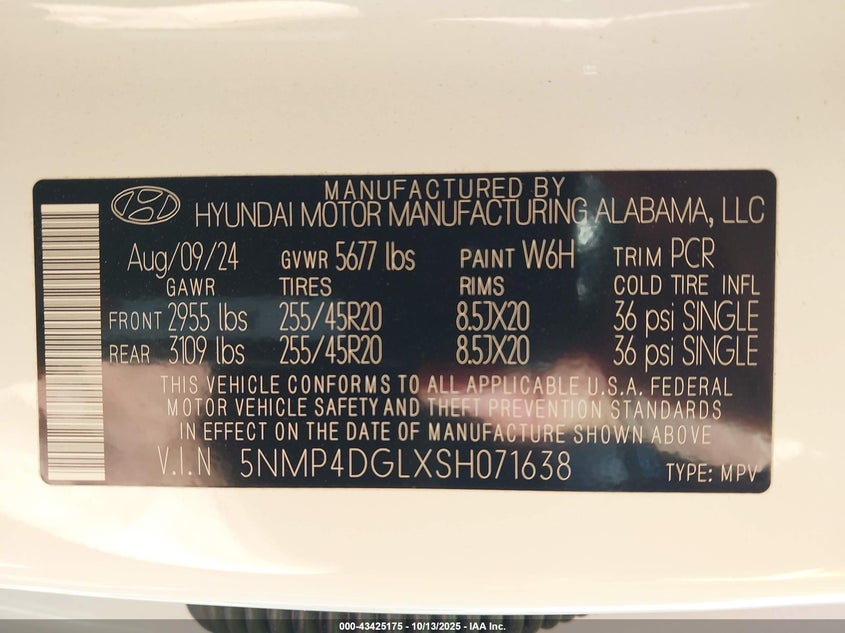 MANUFACTURED BY
HYUNDAI MOTOR MANUFACTURING ALABAMA, LLC
Aug/09/24 GVWR 5677 lbs PAINT W6H TRIM PCR
GAWR TIRES RIMS COLD TIRE INFL
FRONT 2955 lbs 255/45R20 8.5JX20 36 psi SINGLE
REAR 3109 lbs 255/45R20 8.5JX20 36 psi SINGLE
THIS VEHICLE CONFORMS TO ALL APPLICABLE U.S.A. FEDERAL
MOTOR VEHICLE SAFETY AND THEFT PREVENTION STANDARDS
IN EFFECT ON THE DATE OF MANUFACTURE SHOWN ABOVE
V.I.N 5NMP4DGLXSH071638 TYPE: MPV
000-43425175 - 10/13/2025 - IAA Inc.